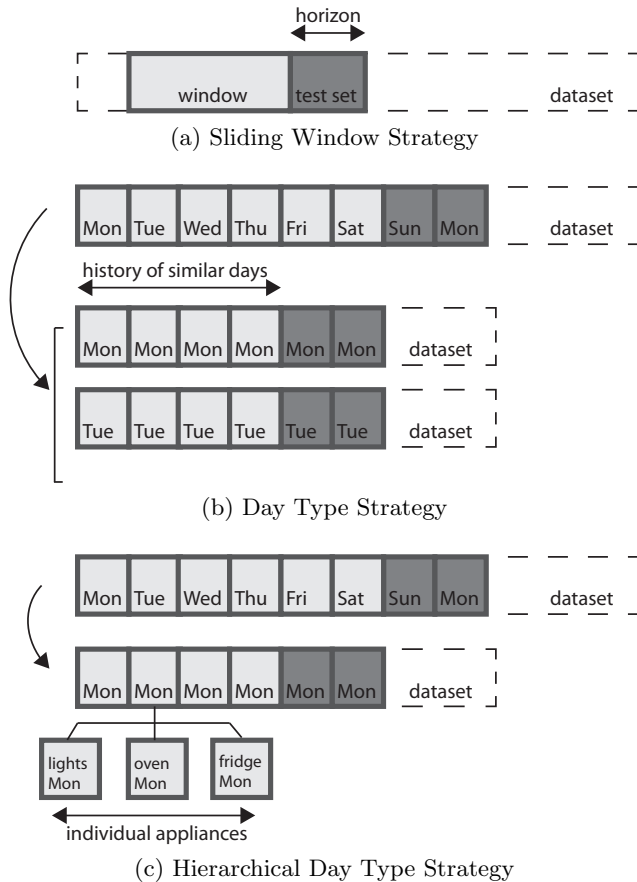 horizon
window test set dataset
(a) Sliding Window Strategy
Mon Tue Wed Thu Fri Sat Sun Mon dataset
history of similar days
Mon Mon Mon Mon Mon Mon dataset
Tue Tue Tue Tue Tue Tue dataset
(b) Day Type Strategy
Mon Tue Wed Thu Fri Sat Sun Mon dataset
Mon Mon Mon Mon Mon Mon dataset
lights oven fridge
Mon Mon Mon
individual appliances
(c) Hierarchical Day Type Strategy